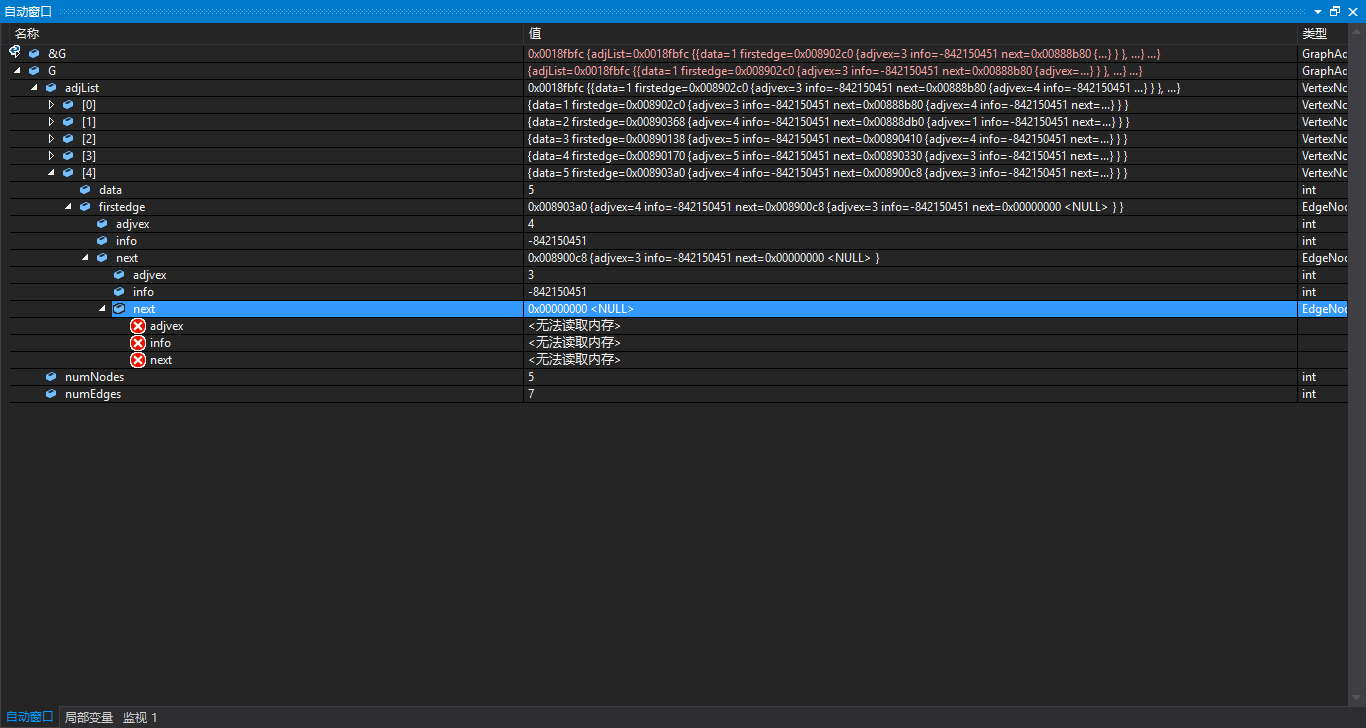 自动窗口
名称 值 类型
&G 0x0018fbfc {adjList=0x0018fbfc {{data=1 firstedge=0x008902c0 {adjvex=3 info=-842150451 next=0x00888b80 {...} } }, ...} ...} GraphAd
G {adjList=0x0018fbfc {{data=1 firstedge=0x008902c0 {adjvex=3 info=-842150451 next=0x00888b80 {adjvex=...} } }, ...} ...} GraphAd
adjList 0x0018fbfc {{data=1 firstedge=0x008902c0 {adjvex=3 info=-842150451 next=0x00888b80 {adjvex=4 info=-842150451 ...} } }, ...} VertexNo
[0] {data=1 firstedge=0x008902c0 {adjvex=3 info=-842150451 next=0x00888b80 {adjvex=4 info=-842150451 next=...} } } VertexNo
[1] {data=2 firstedge=0x00890368 {adjvex=4 info=-842150451 next=0x00888db0 {adjvex=1 info=-842150451 next=...} } } VertexNo
[2] {data=3 firstedge=0x00890138 {adjvex=5 info=-842150451 next=0x00890410 {adjvex=4 info=-842150451 next=...} } } VertexNo
[3] {data=4 firstedge=0x00890170 {adjvex=5 info=-842150451 next=0x00890330 {adjvex=3 info=-842150451 next=...} } } VertexNo
[4] {data=5 firstedge=0x008903a0 {adjvex=4 info=-842150451 next=0x008900c8 {adjvex=3 info=-842150451 next=...} } } VertexNo
data 5 int
firstedge 0x008903a0 {adjvex=4 info=-842150451 next=0x008900c8 {adjvex=3 info=-842150451 next=0x00000000 <NULL> } } EdgeNod
adjvex 4 int
info -842150451 int
next 0x008900c8 {adjvex=3 info=-842150451 next=0x00000000 <NULL> } EdgeNod
adjvex 3 int
info -842150451 int
next 0x00000000 <NULL> EdgeNod
adjvex <无法读取内存>
info <无法读取内存>
next <无法读取内存>
numNodes 5 int
numEdges 7 int
自动窗口 局部变量 监视 1